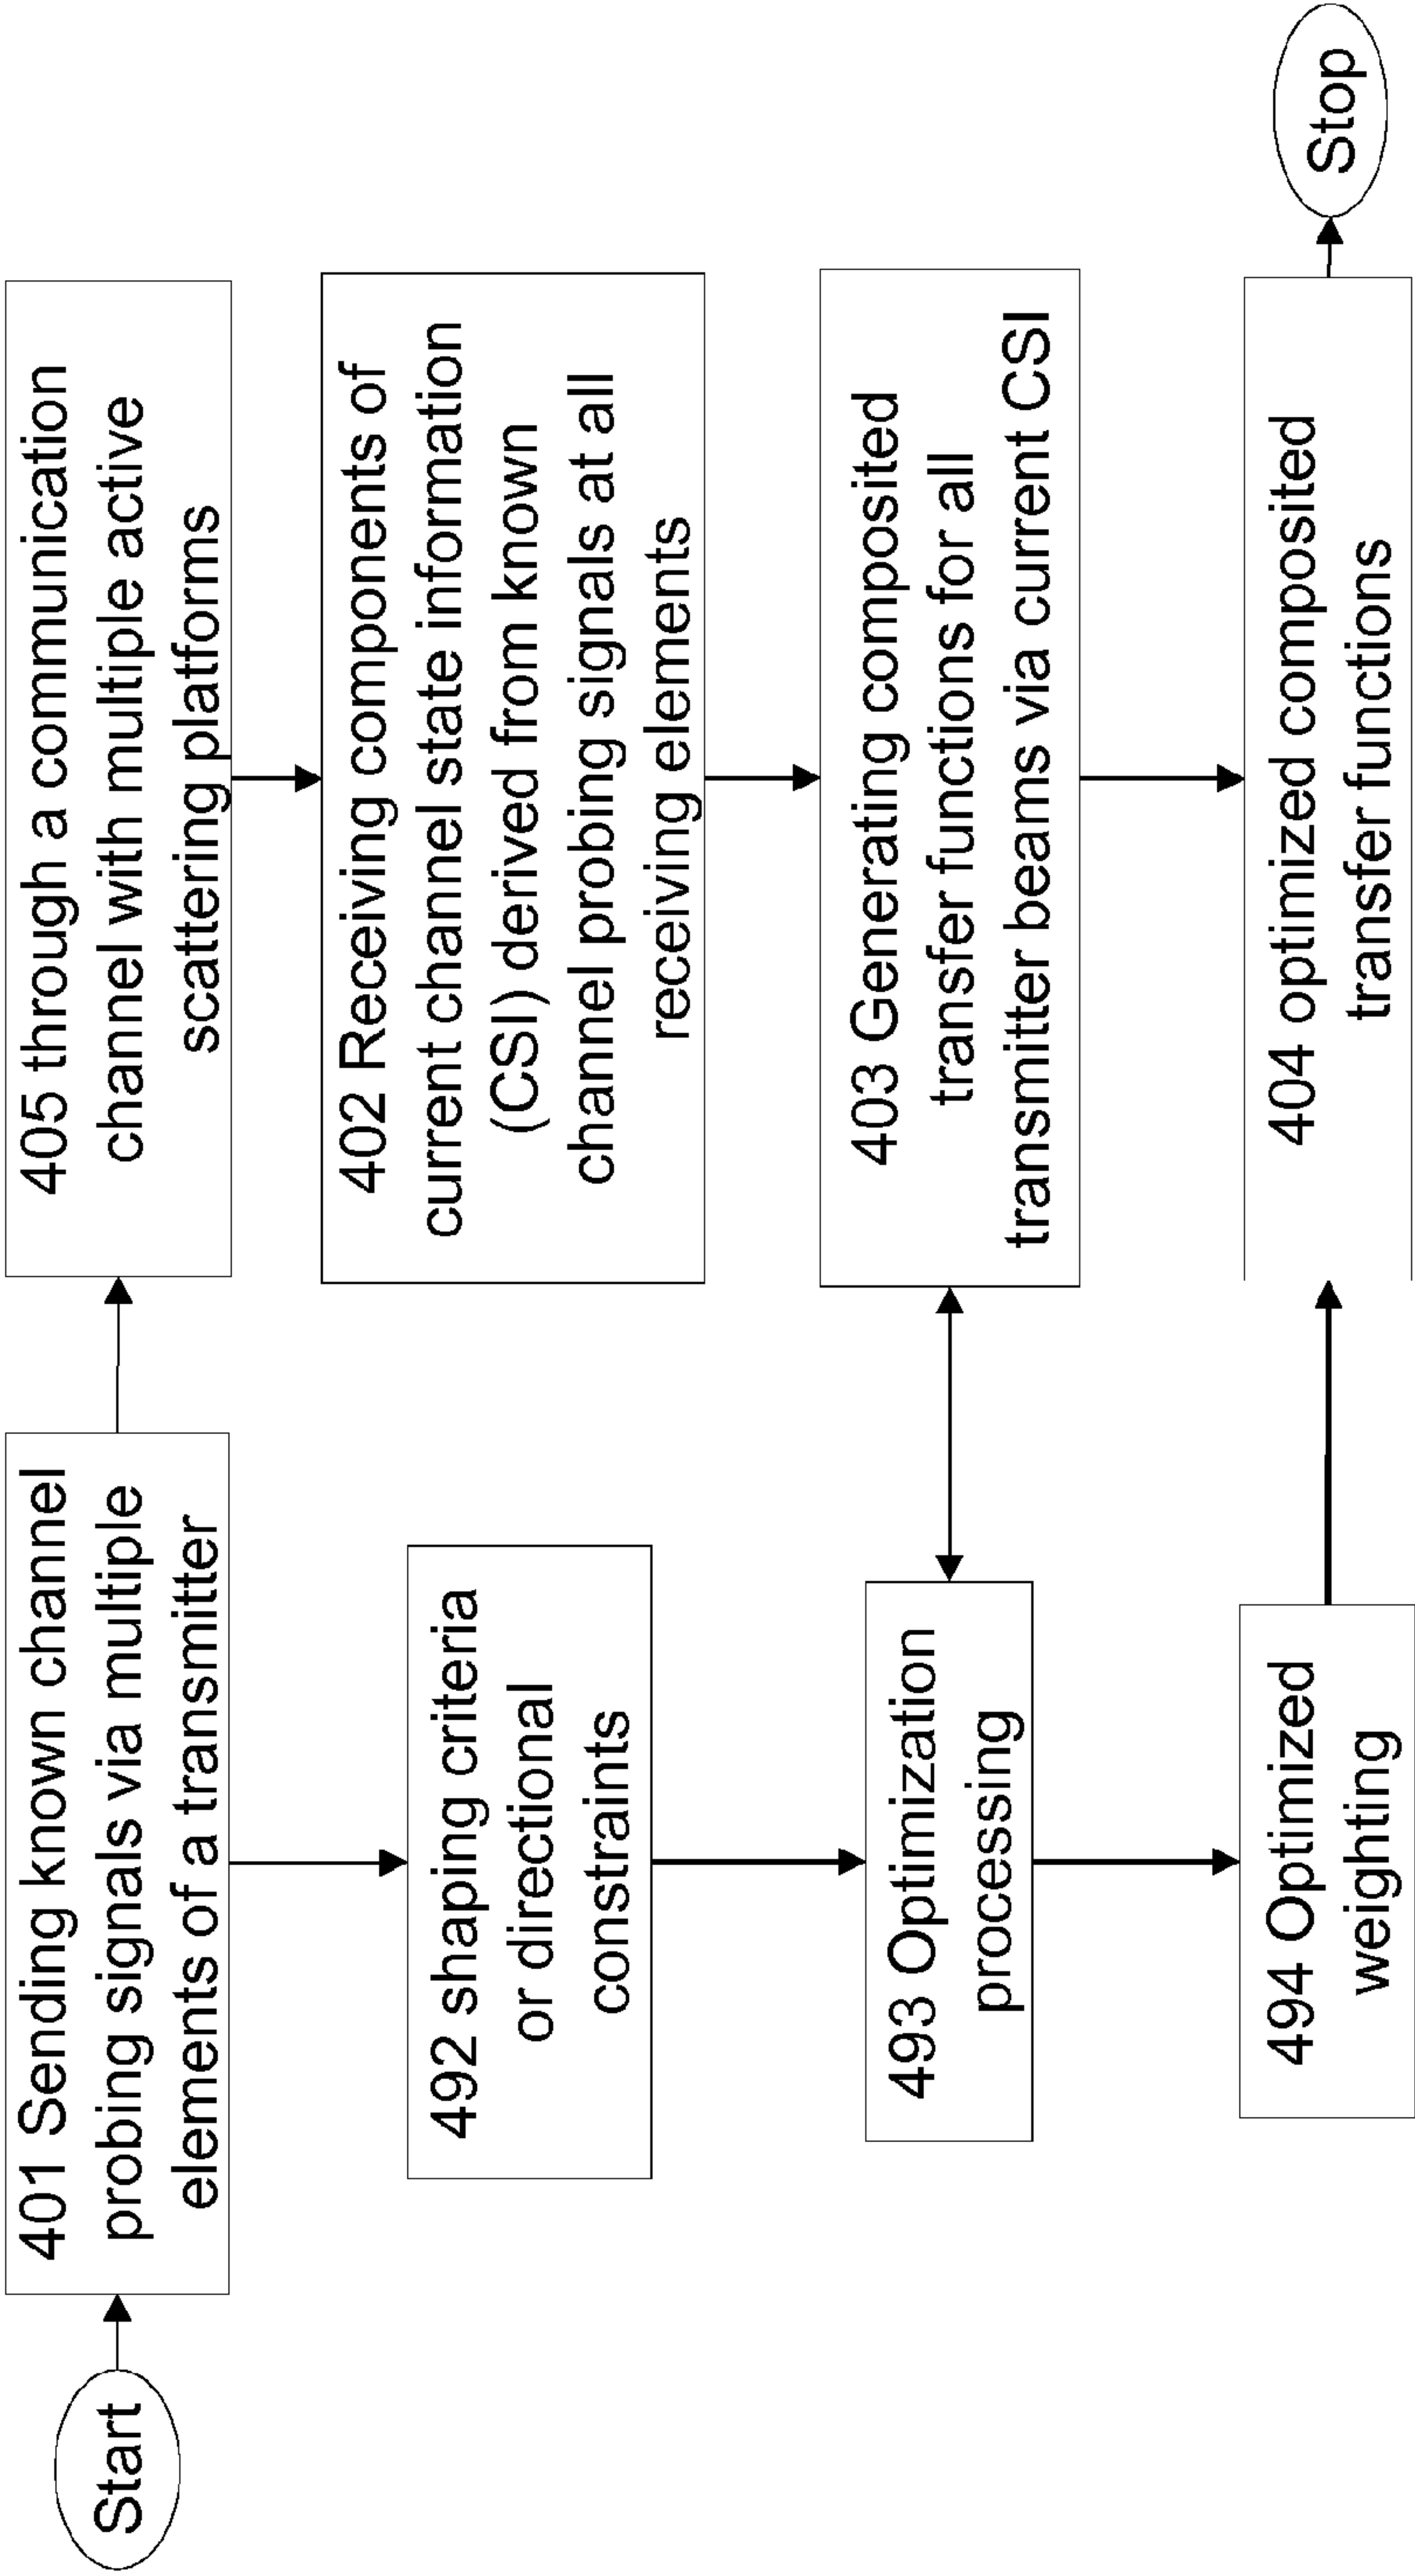 Start
401 Sending known channel
probing signals via multiple
elements of a transmitter
405 through a communication
channel with multiple active
scattering platforms
492 shaping criteria
or directional
constraints
402 Receiving components of
current channel state information
(CSI) derived from known
channel probing signals at all
receiving elements
493 Optimization
processing
403 Generating composited
transfer functions for all
transmitter beams via current CSI
494 Optimized
weighting
404 optimized composited
transfer functions
Stop